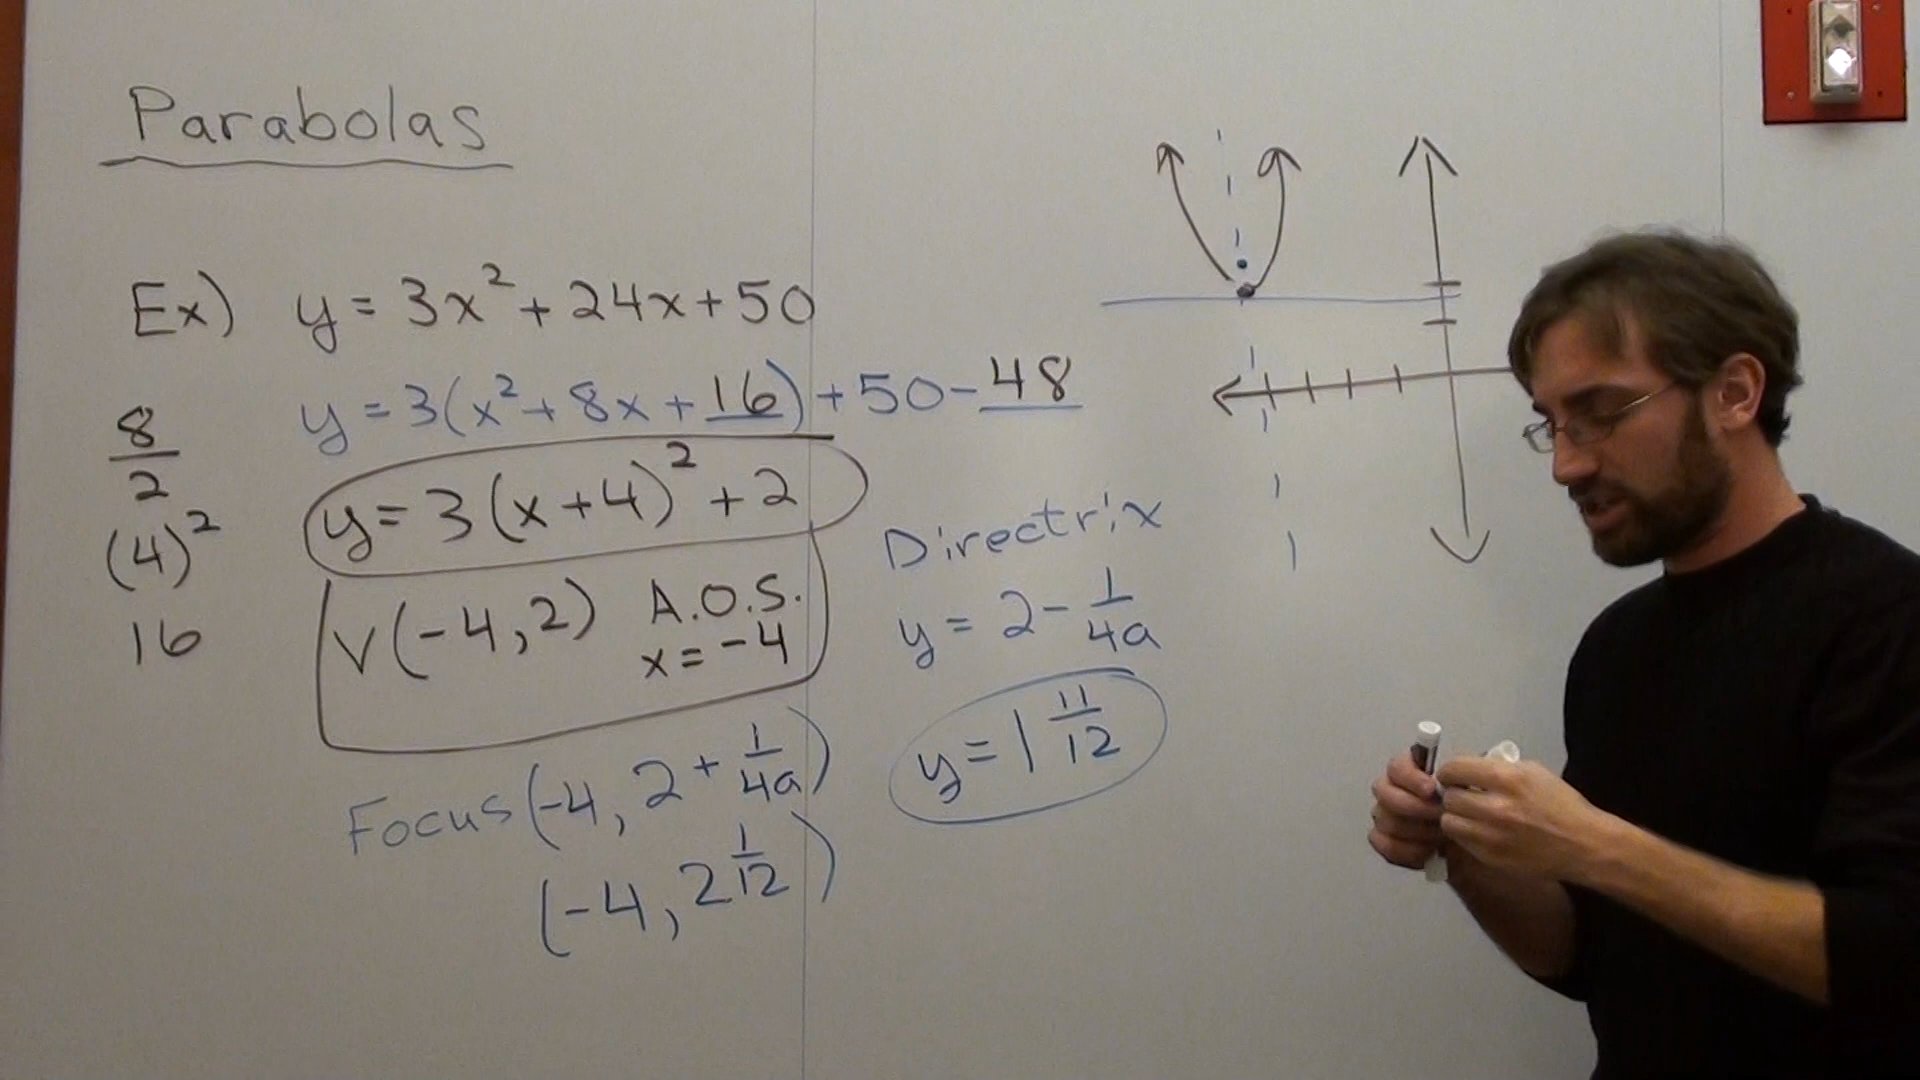 Parabolas
Ex) y = 3x² + 24x + 50
y = 3(x² + 8x + 16) + 50 - 48
8/2
(4)²
16
y = 3(x+4)² + 2
V(-4, 2) A.O.S.
x = -4
Focus (-4, 2 + 1/4a)
(-4, 2 1/12)
Directrix
y = 2 - 1/4a
y = 1 11/12